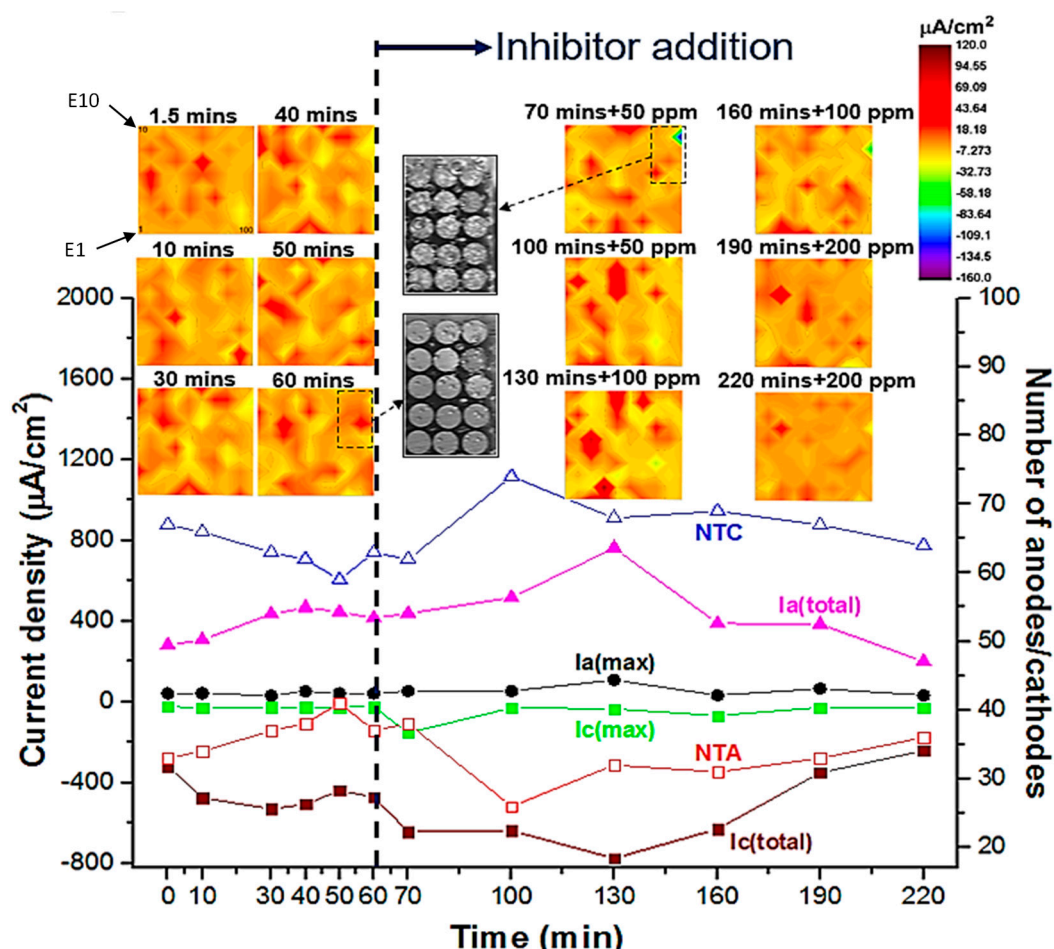 μA/cm²
Inhibitor addition
120.0
94.55
69.09
43.64
18.18
-7.273
-32.73
-58.18
-83.64
-109.1
-134.5
-160.0
E10
1.5 mins
40 mins
70 mins+50 ppm
160 mins+100 ppm
10
1
100
E1
10 mins
50 mins
100 mins+50 ppm
190 mins+200 ppm
30 mins
60 mins
130 mins+100 ppm
220 mins+200 ppm
2000
1600
1200
800
400
0
-400
-800
100
90
80
70
60
50
40
30
20
Current density (μA/cm²)
Number of anodes/cathodes
NTC
Ia(total)
Ia(max)
Ic(max)
NTA
Ic(total)
0 10 30 40 50 60 70 100 130 160 190 220
Time (min)